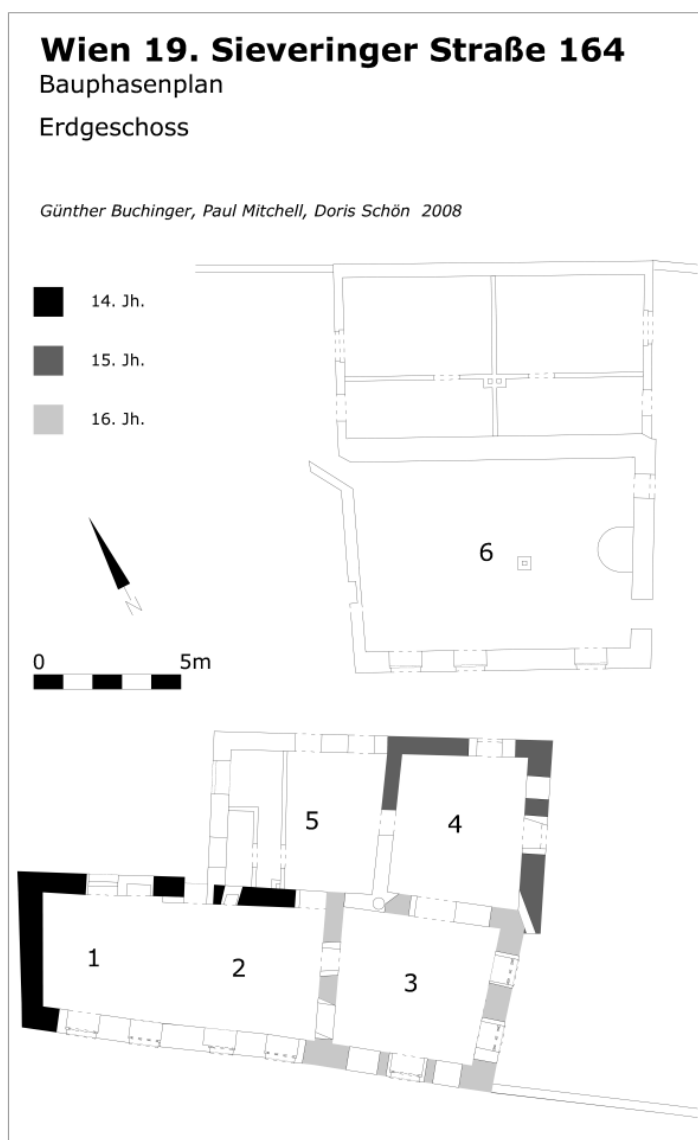 Wien 19. Sieveringer Straße 164
Bauphasenplan
Erdgeschoss
Günther Buchinger, Paul Mitchell, Doris Schön 2008
14. Jh.
15. Jh.
16. Jh.
N
0 5m
6
5
4
1
2
3